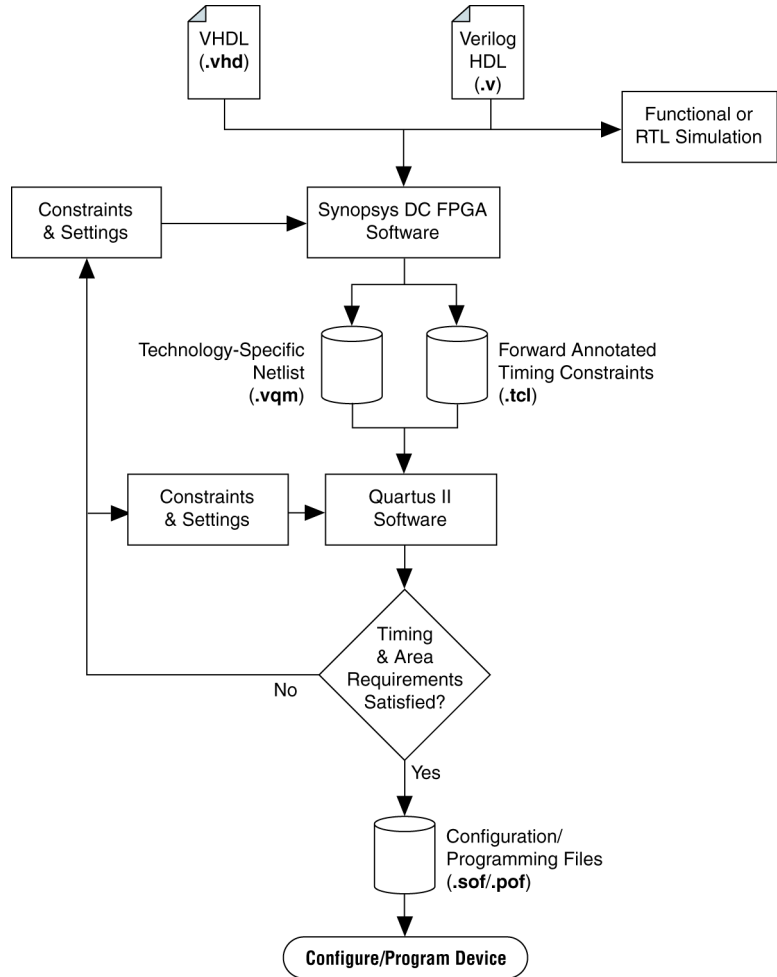 VHDL
(.vhd)
Verilog
HDL
(.v)
Functional or
RTL Simulation
Constraints
& Settings
Synopsys DC FPGA
Software
Technology-Specific
Netlist
(.vqm)
Forward Annotated
Timing Constraints
(.tcl)
Constraints
& Settings
Quartus II
Software
Timing
& Area
Requirements
Satisfied?
No
Yes
Configuration/
Programming Files
(.sof/.pof)
Configure/Program Device